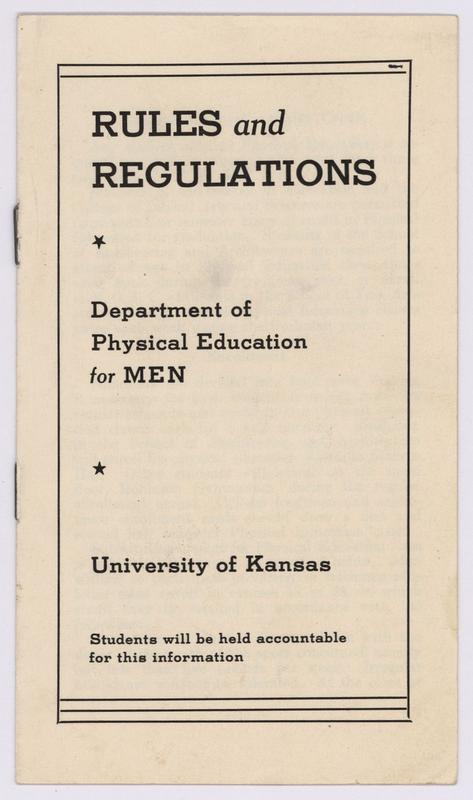 RULES and
REGULATIONS
Department of
Physical Education
for MEN
University of Kansas
Students will be held accountable
for this information